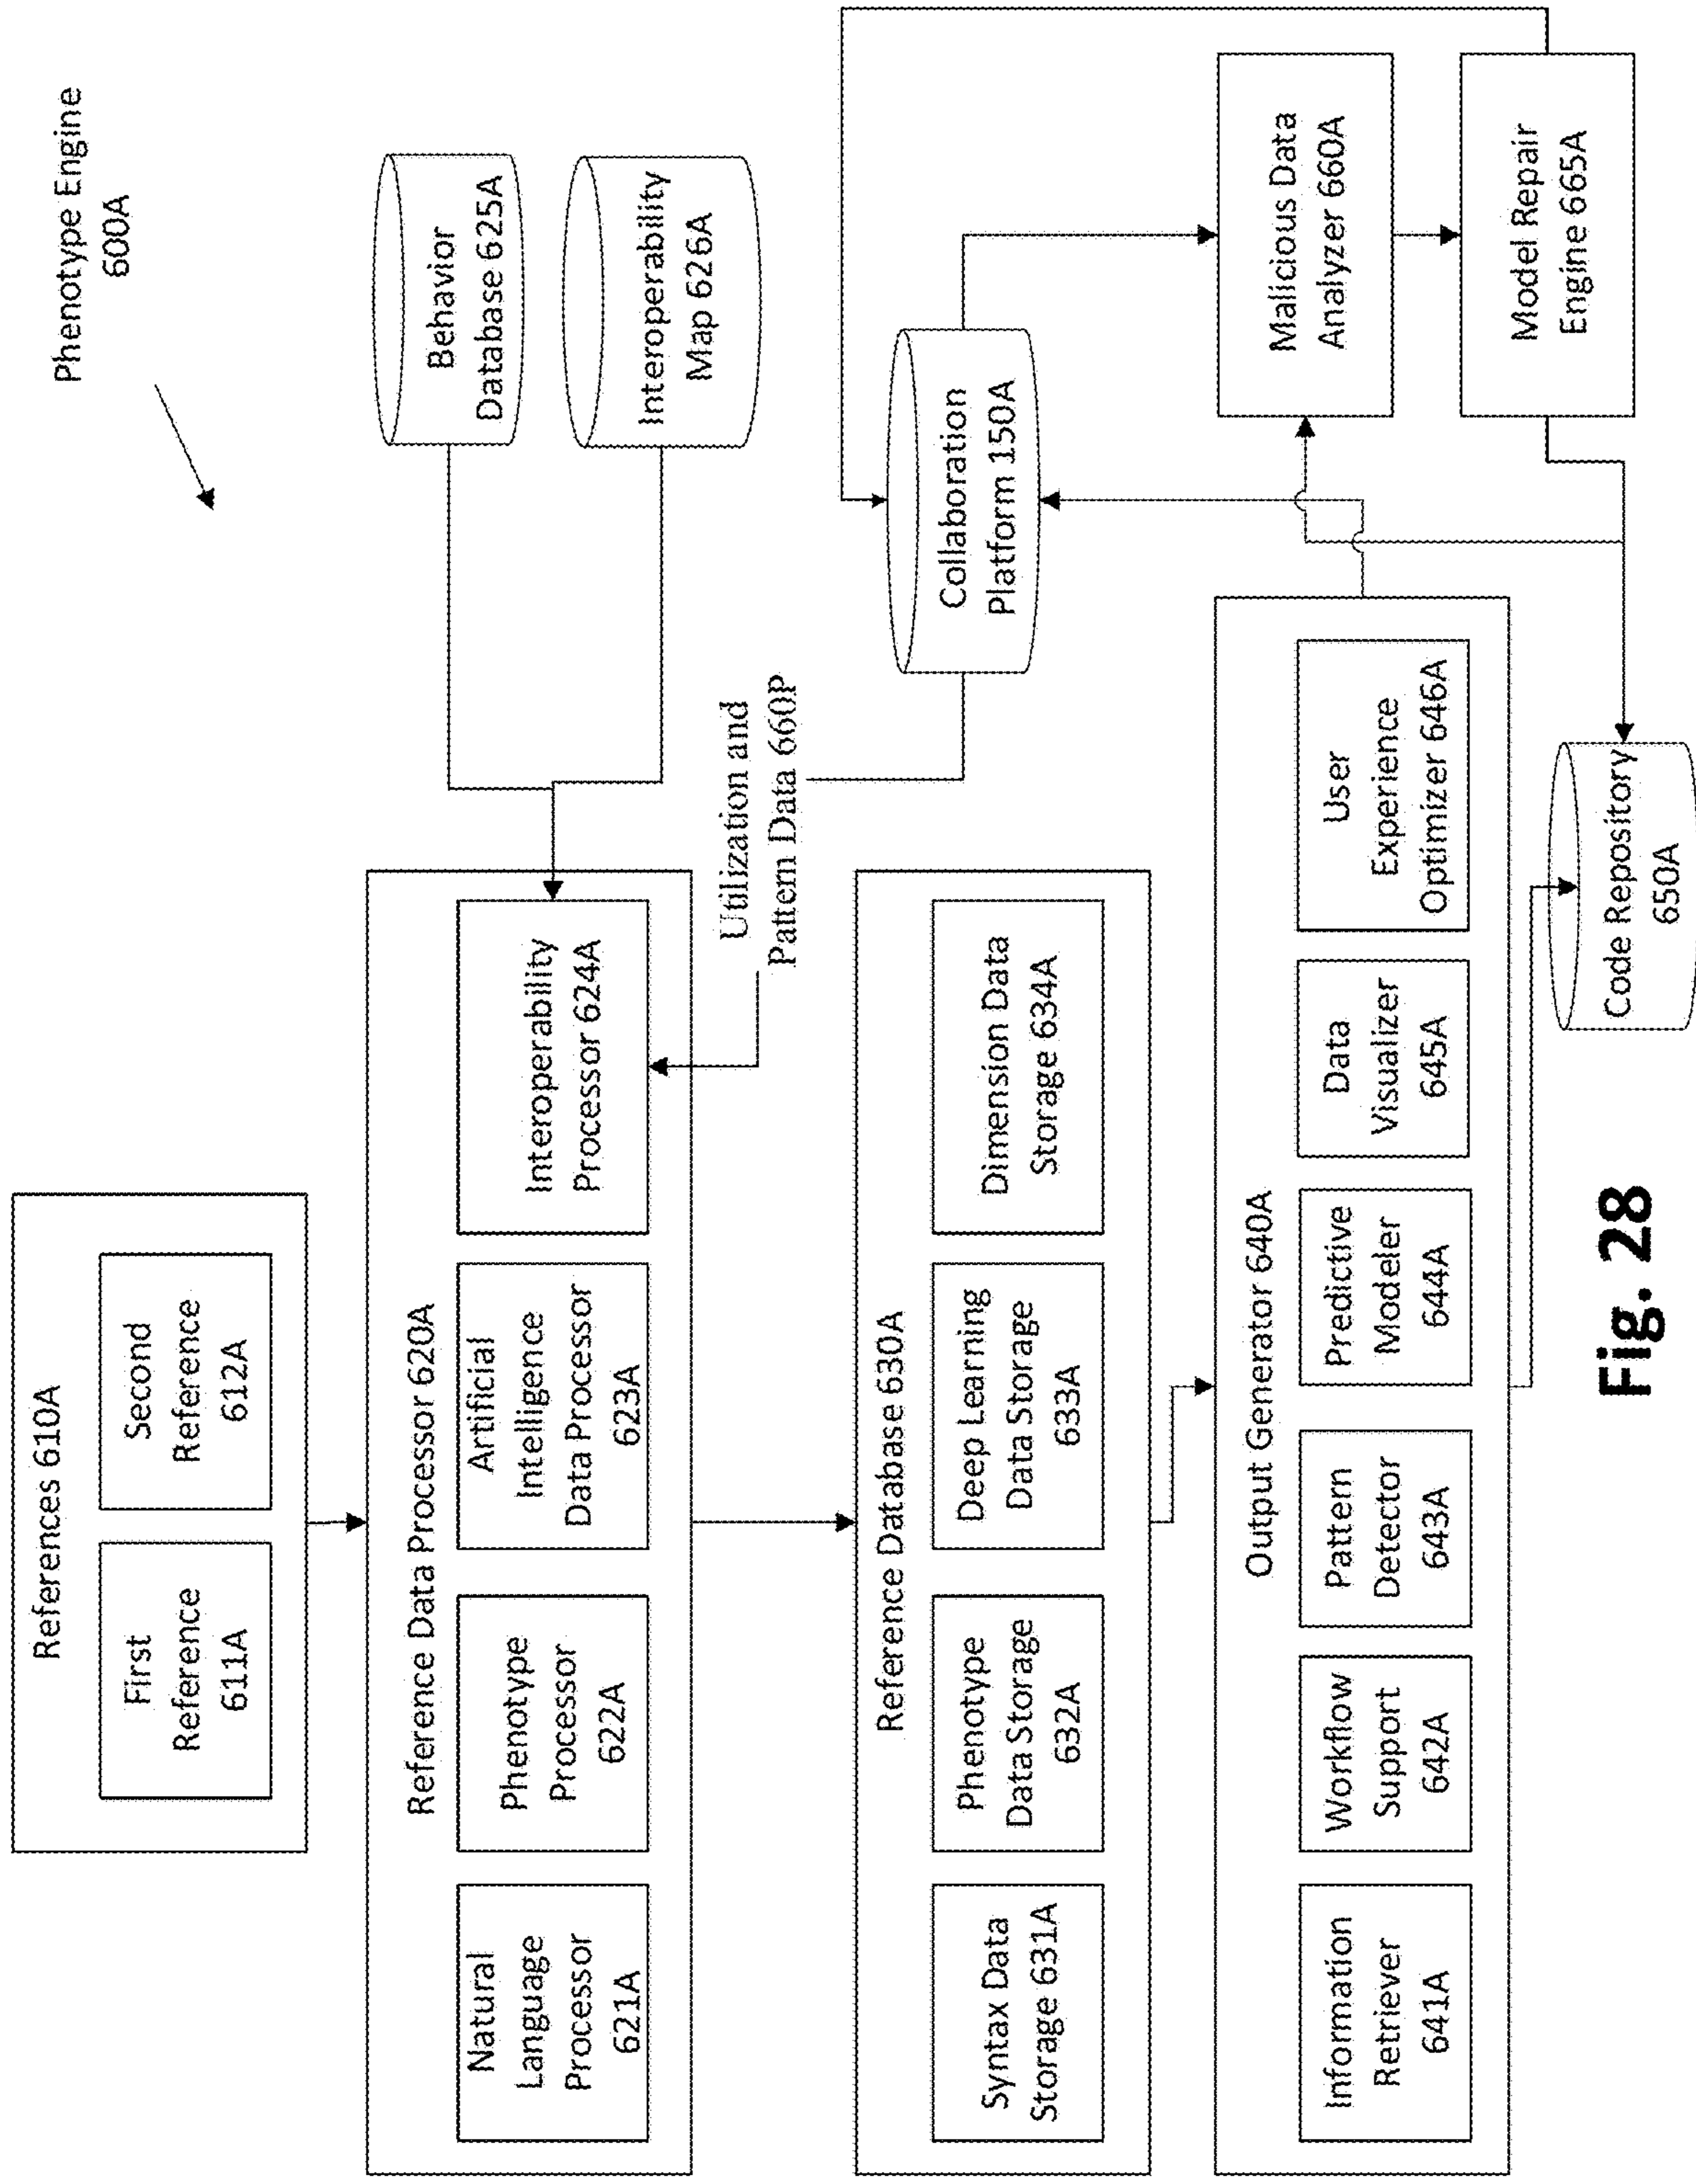 Phenotype Engine
600A
References 610A
First
Reference
611A
Second
Reference
612A
Reference Data Processor 620A
Natural
Language
Processor
621A
Phenotype
Processor
622A
Artificial
Intelligence
Data Processor
623A
Interoperability
Processor 624A
Behavior
Database 625A
Interoperability
Map 626A
Utilization and
Pattern Data 660P
Reference Database 630A
Syntax Data
Storage 631A
Phenotype
Data Storage
632A
Deep Learning
Data Storage
633A
Dimension Data
Storage 634A
Collaboration
Platform 150A
Malicious Data
Analyzer 660A
Model Repair
Engine 665A
Output Generator 640A
Information
Retriever
641A
Workflow
Support
642A
Pattern
Detector
643A
Predictive
Modeler
644A
Data
Visualizer
645A
User
Experience
Optimizer 646A
Code Repository
650A
Fig. 28